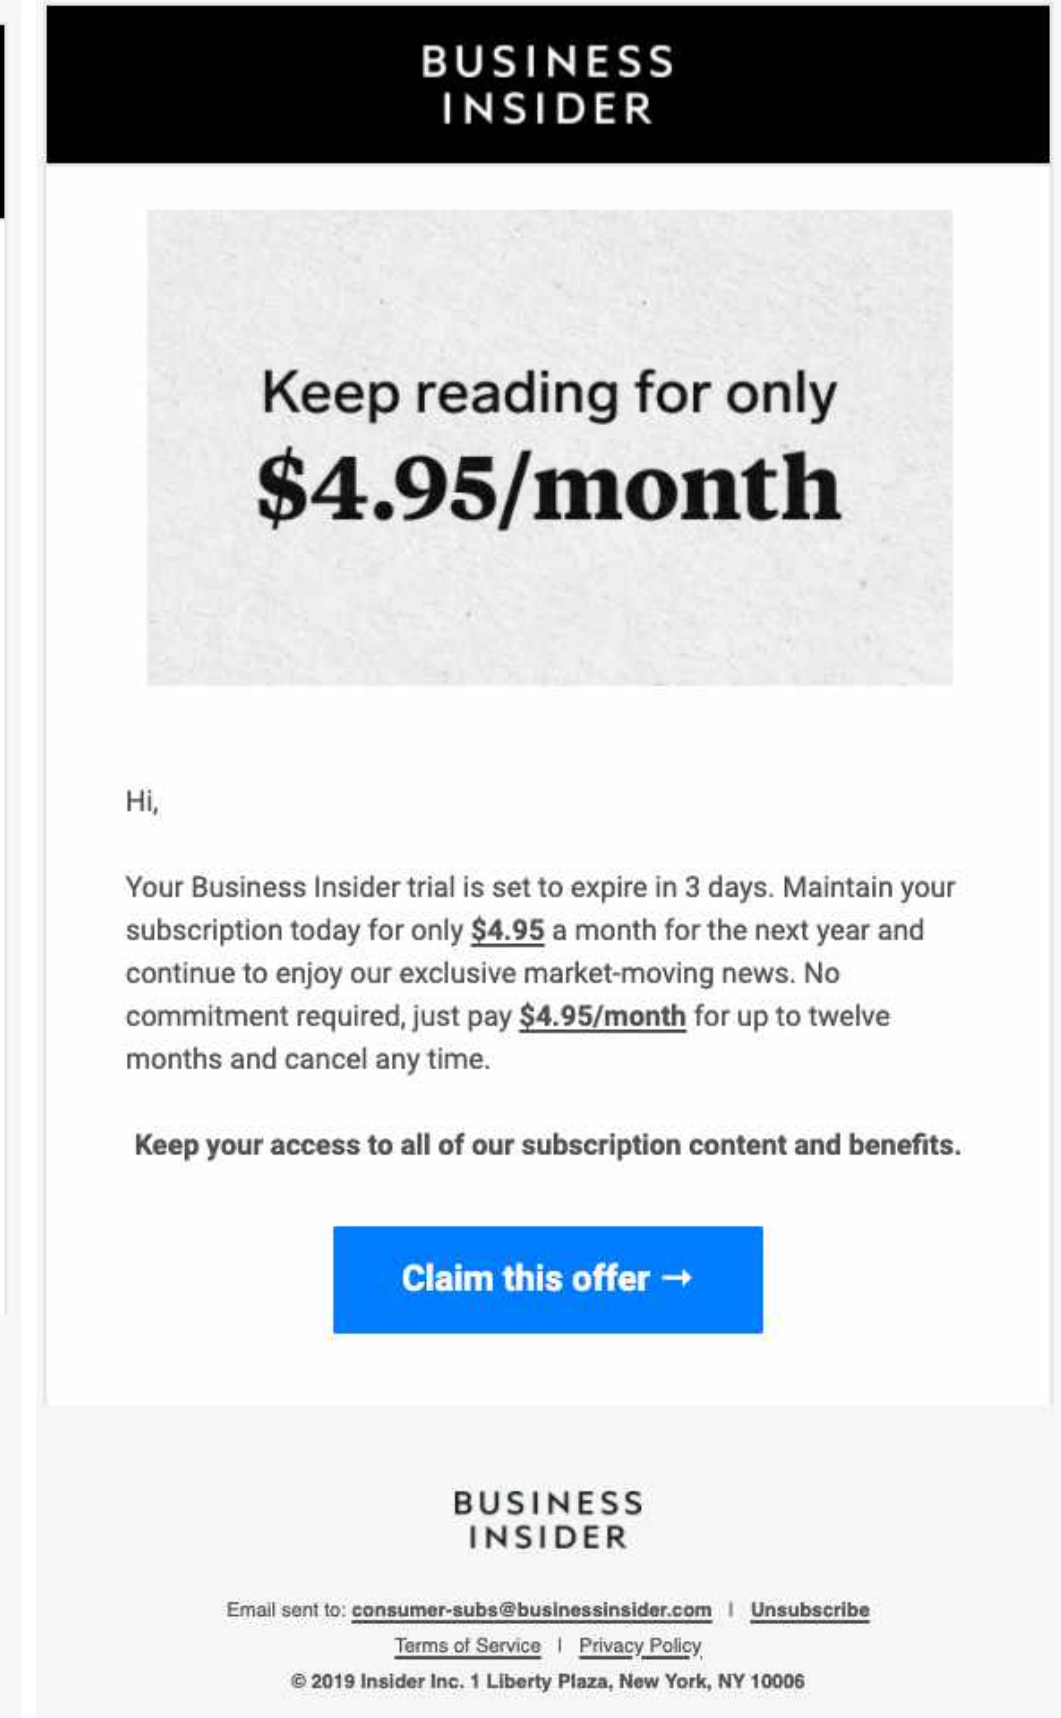 BUSINESS
INSIDER
Keep reading for only
$4.95/month
Hi,
Your Business Insider trial is set to expire in 3 days. Maintain your
subscription today for only $4.95 a month for the next year and
continue to enjoy our exclusive market-moving news. No
commitment required, just pay $4.95/month for up to twelve
months and cancel any time.
Keep your access to all of our subscription content and benefits.
Claim this offer →
BUSINESS
INSIDER
Email sent to: consumer-subs@businessinsider.com | Unsubscribe
Terms of Service | Privacy Policy
© 2019 Insider Inc. 1 Liberty Plaza, New York, NY 10006